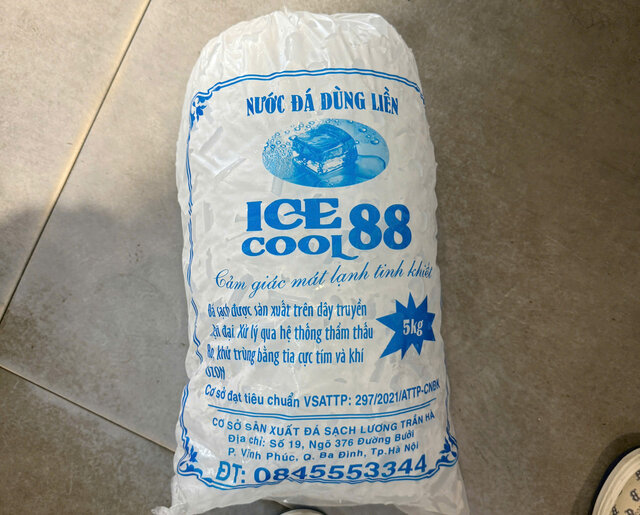 NƯỚC ĐÁ DÙNG LIỀN
ICE
COOL 88
Cảm giác mát lạnh tinh khiết
Đá sạch được sản xuất trên dây truyền
đại Xử lý qua hệ thống thẩm thấu
khử trùng bằng tia cực tím và khí
OZON
5kg
Cơ sở đạt tiêu chuẩn VSATTP: 297/2021/ATTP-CNBK
CƠ SỞ SẢN XUẤT ĐÁ SẠCH LƯƠNG TRẦN HÀ
Địa chỉ: Số 19, Ngõ 376 Đường Bưởi
P. Vĩnh Phúc, Q. Ba Đình, Tp.Hà Nội
ĐT: 0845553344